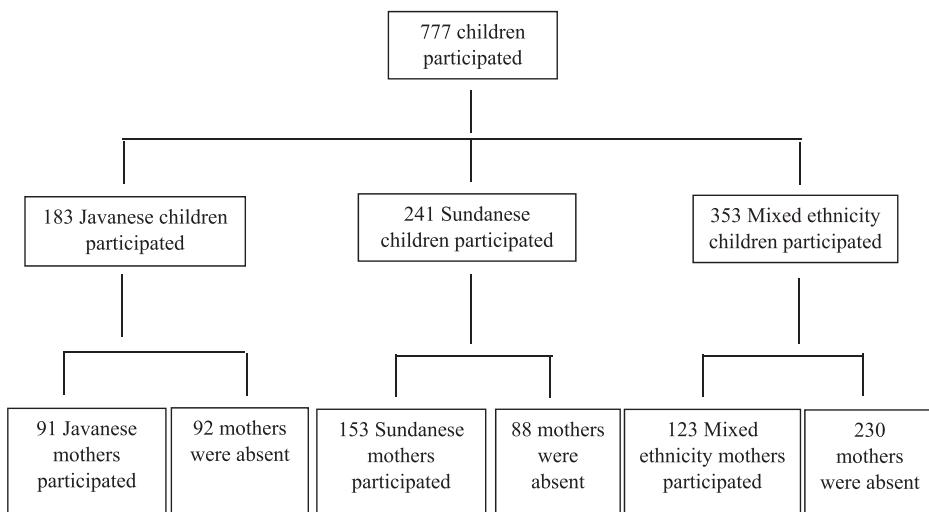 777 children
participated
183 Javanese children
participated
241 Sundanese
children participated
353 Mixed ethnicity
children participated
91 Javanese
mothers
participated
92 mothers
were absent
153 Sundanese
mothers
participated
88 mothers
were
absent
123 Mixed
ethnicity mothers
participated
230
mothers
were absent